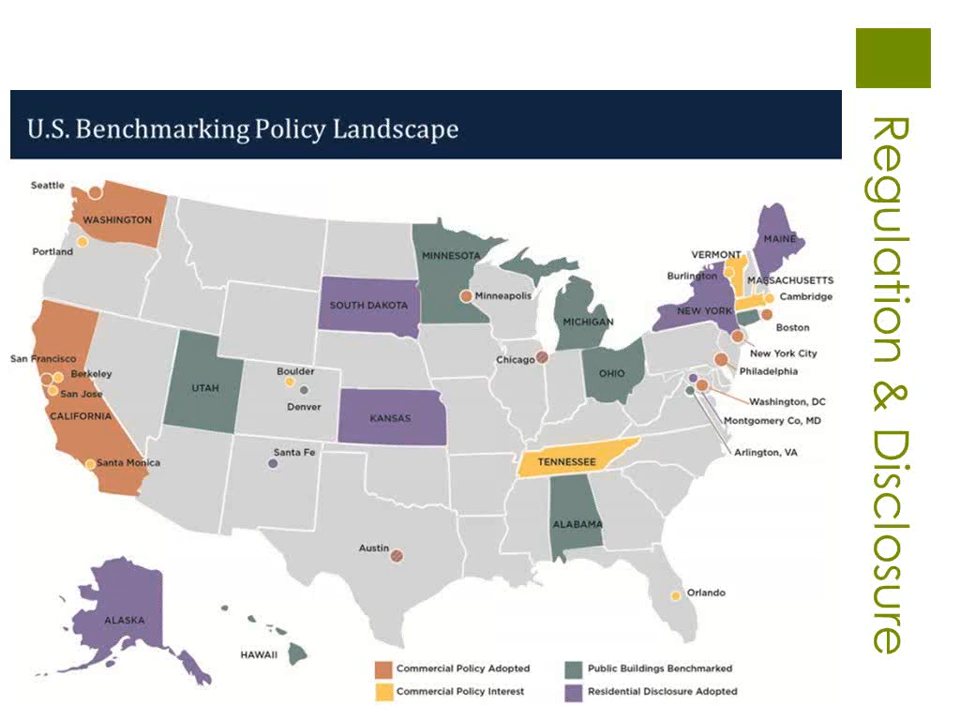 U.S. Benchmarking Policy Landscape
Regulation & Disclosure
Seattle
WASHINGTON
Portland
MINNESOTA
MAINE
VERMONT
Burlington
MASSACHUSETTS
Minneapolis
Cambridge
SOUTH DAKOTA
NEW YORK
MICHIGAN
Boston
New York City
San Francisco
Chicago
Berkeley
Boulder
OHIO
Philadelphia
UTAH
San Jose
Denver
Washington, DC
CALIFORNIA
KANSAS
Montgomery Co, MD
Santa Fe
Arlington, VA
Santa Monica
TENNESSEE
ALABAMA
Austin
Orlando
ALASKA
HAWAII
Commercial Policy Adopted
Public Buildings Benchmarked
Commercial Policy Interest
Residential Disclosure Adopted